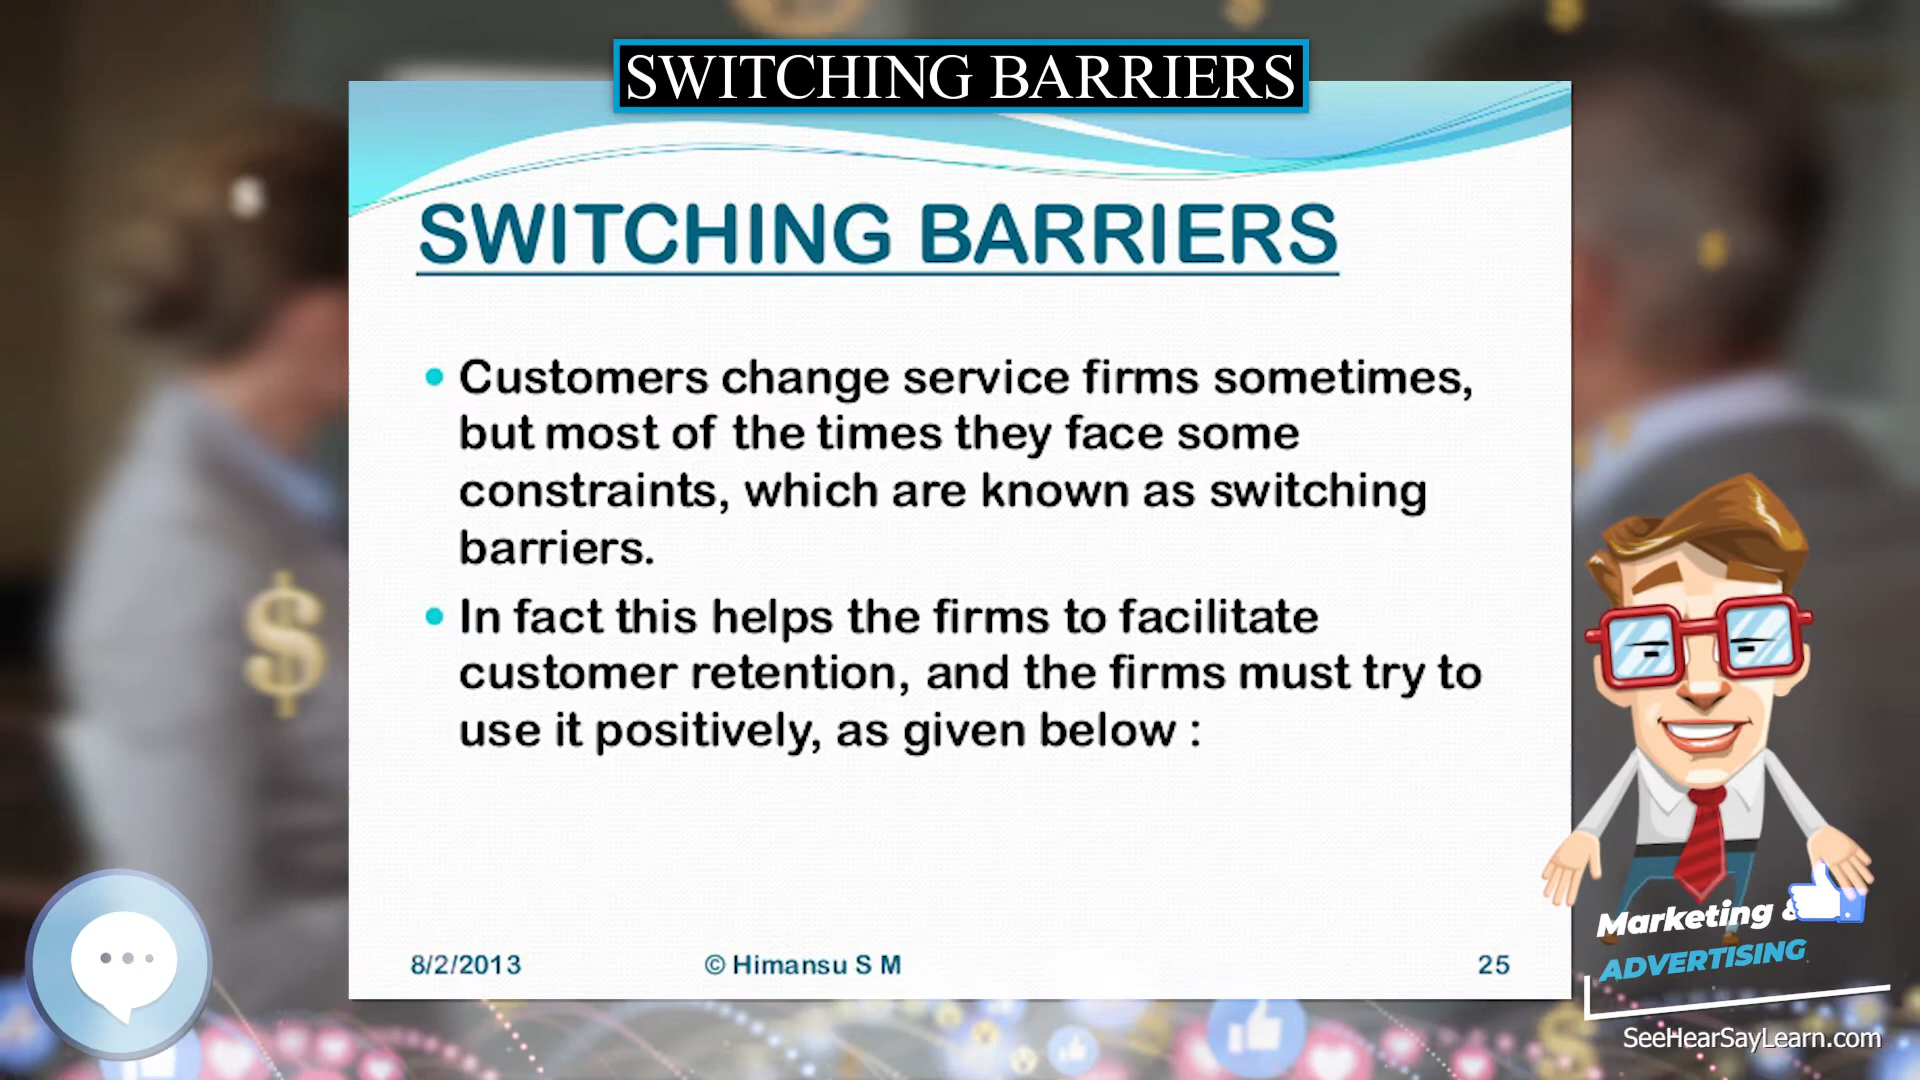 SWITCHING BARRIERS
SWITCHING BARRIERS
• Customers change service firms sometimes,
but most of the times they face some
constraints, which are known as switching
barriers.
• In fact this helps the firms to facilitate
customer retention, and the firms must try to
use it positively, as given below :
8/2/2013
© Himansu S M
25
Marketing &
ADVERTISING
SeeHearSayLearn.com